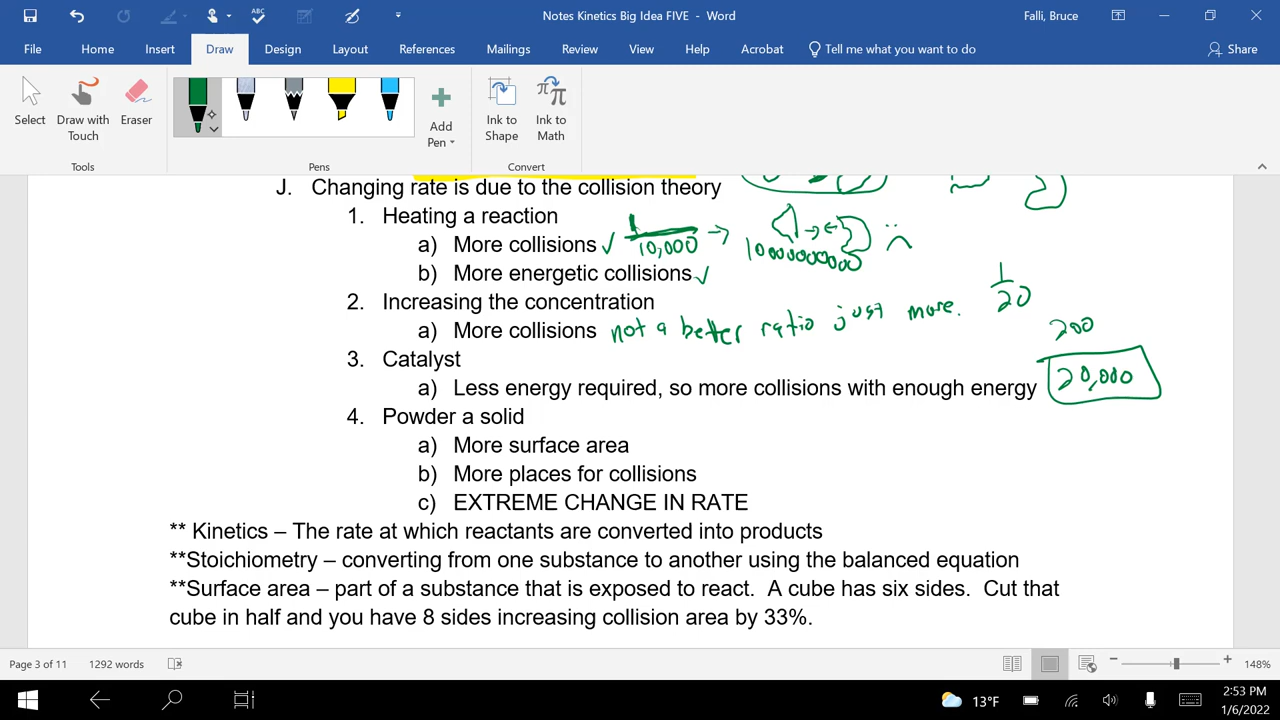 Notes Kinetics Big Idea FIVE - Word
Falli, Bruce
File Home Insert Draw Design Layout References Mailings Review View Help Acrobat Tell me what you want to do Share
Select
Draw with Touch
Eraser
Add Pen
Ink to Shape
Ink to Math
Tools Pens Convert
J. Changing rate is due to the collision theory
1. Heating a reaction
a) More collisions ✓ 1/10,000 → 10000000000
b) More energetic collisions ✓
2. Increasing the concentration 1/20
a) More collisions not a better ratio just more. 200
3. Catalyst
a) Less energy required, so more collisions with enough energy 20,000
4. Powder a solid
a) More surface area
b) More places for collisions
c) EXTREME CHANGE IN RATE
** Kinetics – The rate at which reactants are converted into products
**Stoichiometry – converting from one substance to another using the balanced equation
**Surface area – part of a substance that is exposed to react. A cube has six sides. Cut that
cube in half and you have 8 sides increasing collision area by 33%.
Page 3 of 11 1292 words 148%
13°F 2:53 PM
1/6/2022